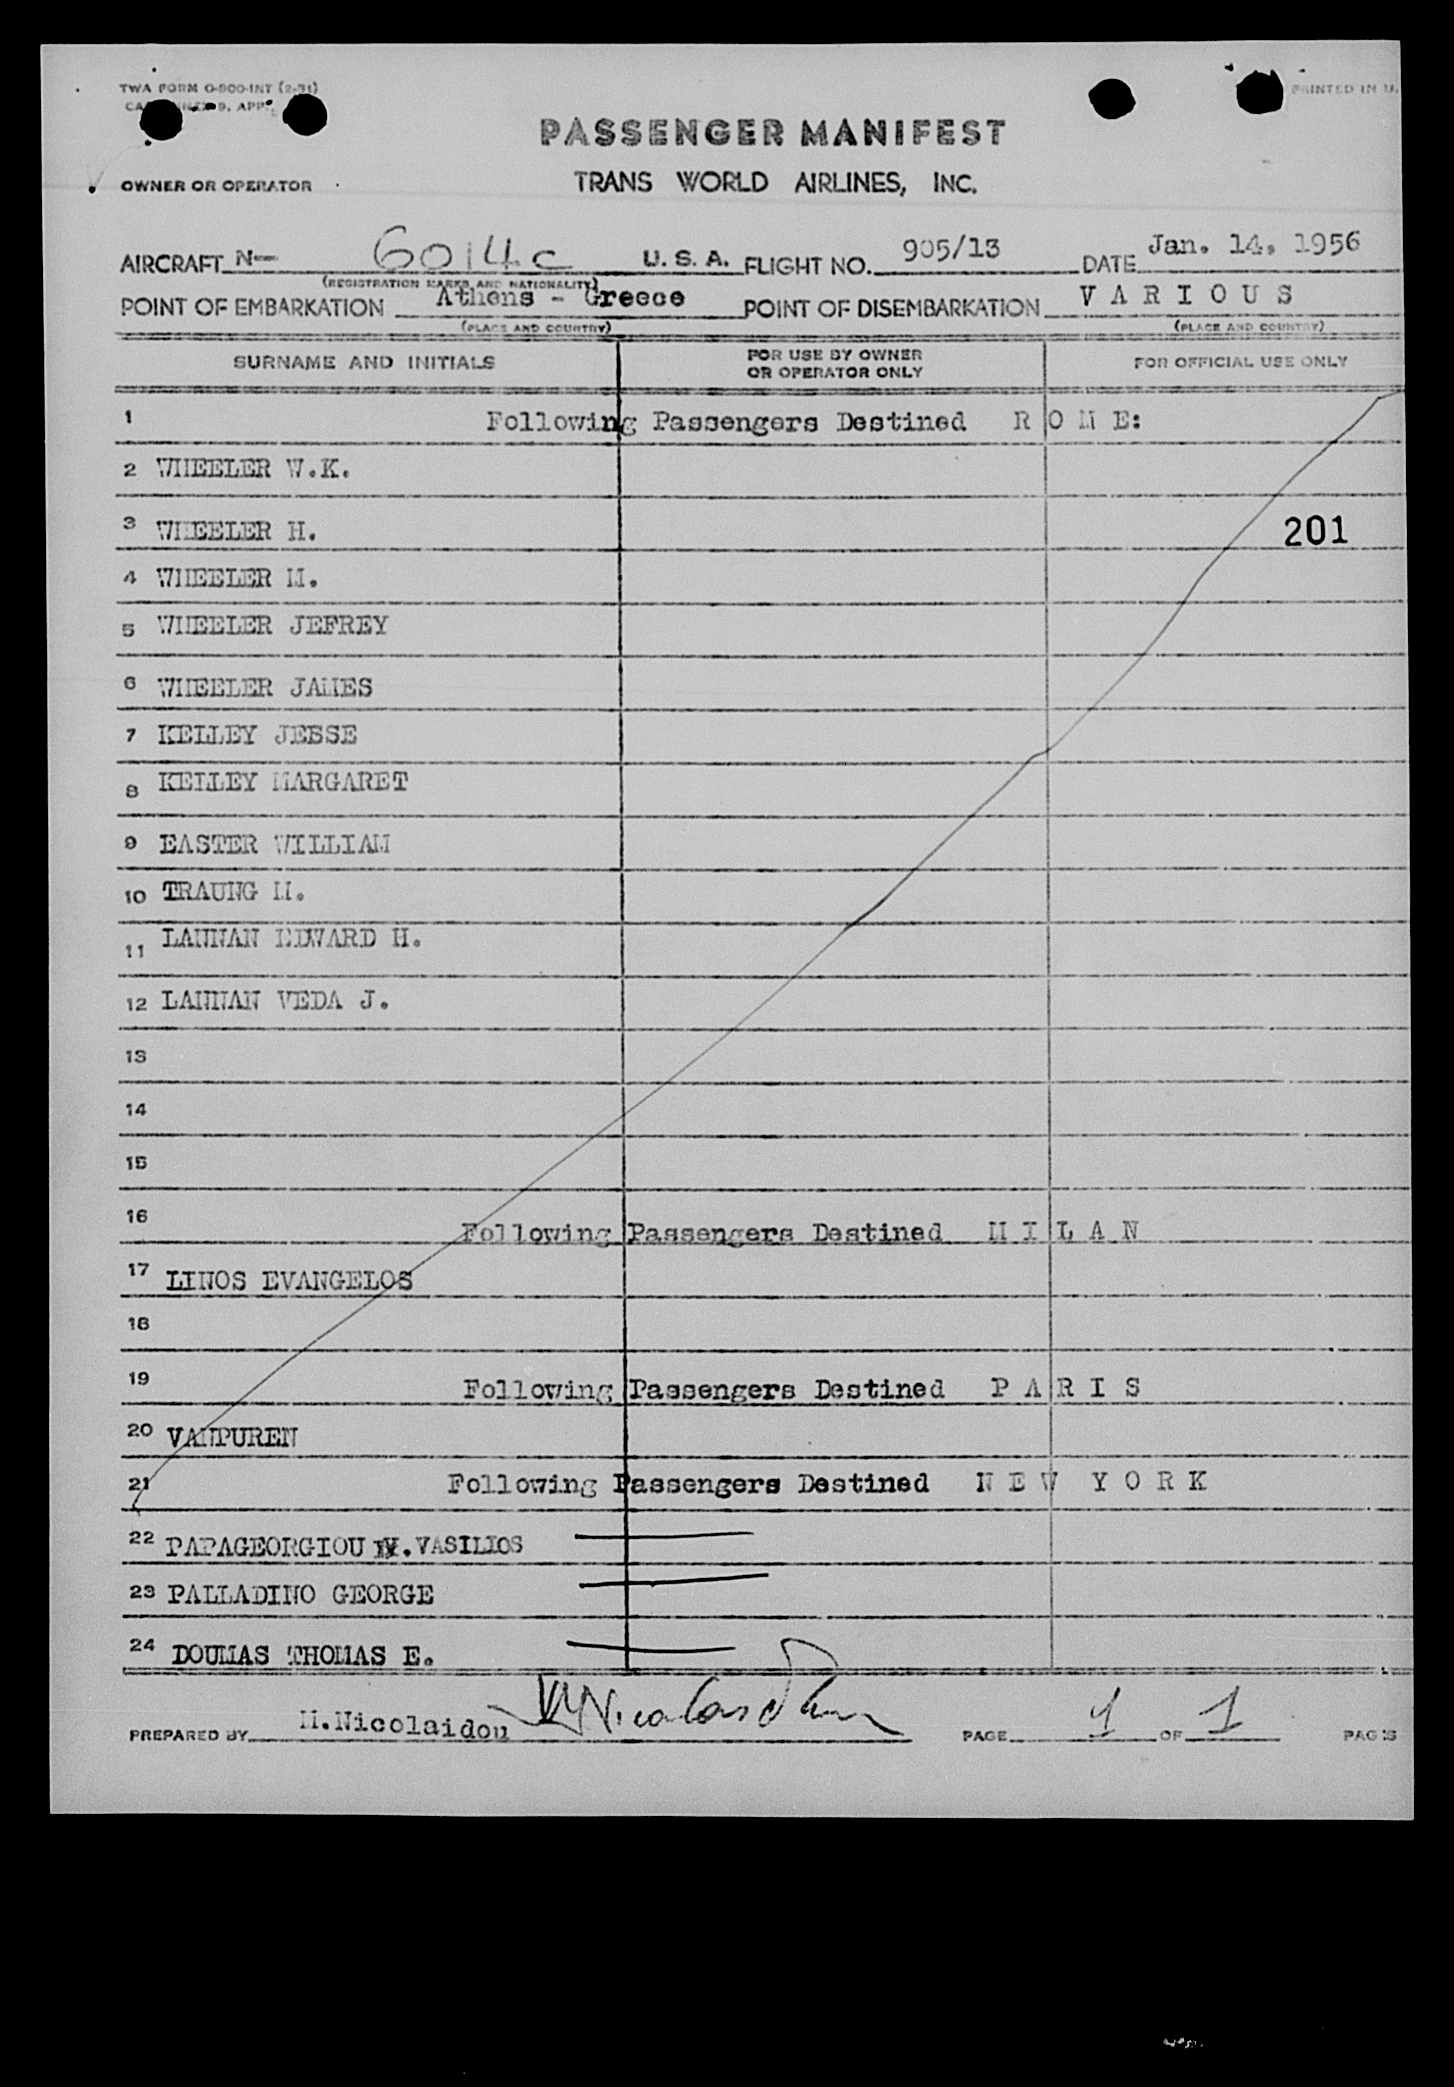 TWA FORM O-800-INT (2-51)
PRINTED IN U.
PASSENGER MANIFEST
OWNER OR OPERATOR
TRANS WORLD AIRLINES, INC.
AIRCRAFT N— 6014C U. S. A. FLIGHT NO. 905/13 DATE Jan. 14, 1956
(REGISTRATION MARKS AND NATIONALITY)
POINT OF EMBARKATION Athens - Greece POINT OF DISEMBARKATION V A R I O U S
(PLACE AND COUNTRY) (PLACE AND COUNTRY)
SURNAME AND INITIALS FOR USE BY OWNER OR OPERATOR ONLY FOR OFFICIAL USE ONLY
1 Following Passengers Destined R O M E:
2 WHEELER W.K.
3 WHEELER H. 201
4 WHEELER M.
5 WHEELER JEFREY
6 WHEELER JAMES
7 KELLEY JESSE
8 KELLEY MARGARET
9 EASTER WILLIAM
10 TRAUNG M.
11 LANNAN EDWARD H.
12 LANNAN VEDA J.
13
14
15
16 Following Passengers Destined M I L A N
17 LINOS EVANGELOS
18
19 Following Passengers Destined P A R I S
20 VANPUREN
21 Following Passengers Destined N E W Y O R K
22 PAPAGEORGIOU VASILIOS
23 PALLADINO GEORGE
24 DOUMAS THOMAS E.
PREPARED BY M.Nicolaidou PAGE 1 OF 1 PAGES